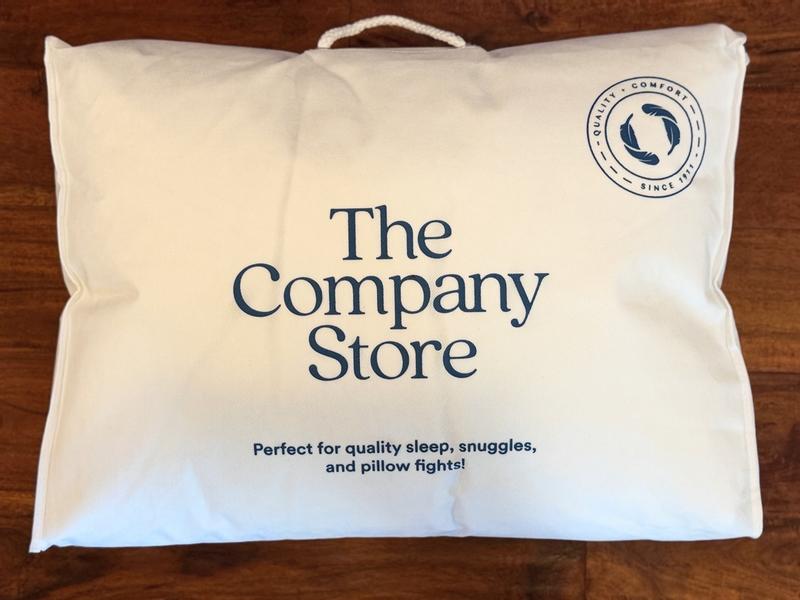 QUALITY • COMFORT
SINCE 1911
The
Company
Store
Perfect for quality sleep, snuggles,
and pillow fights!